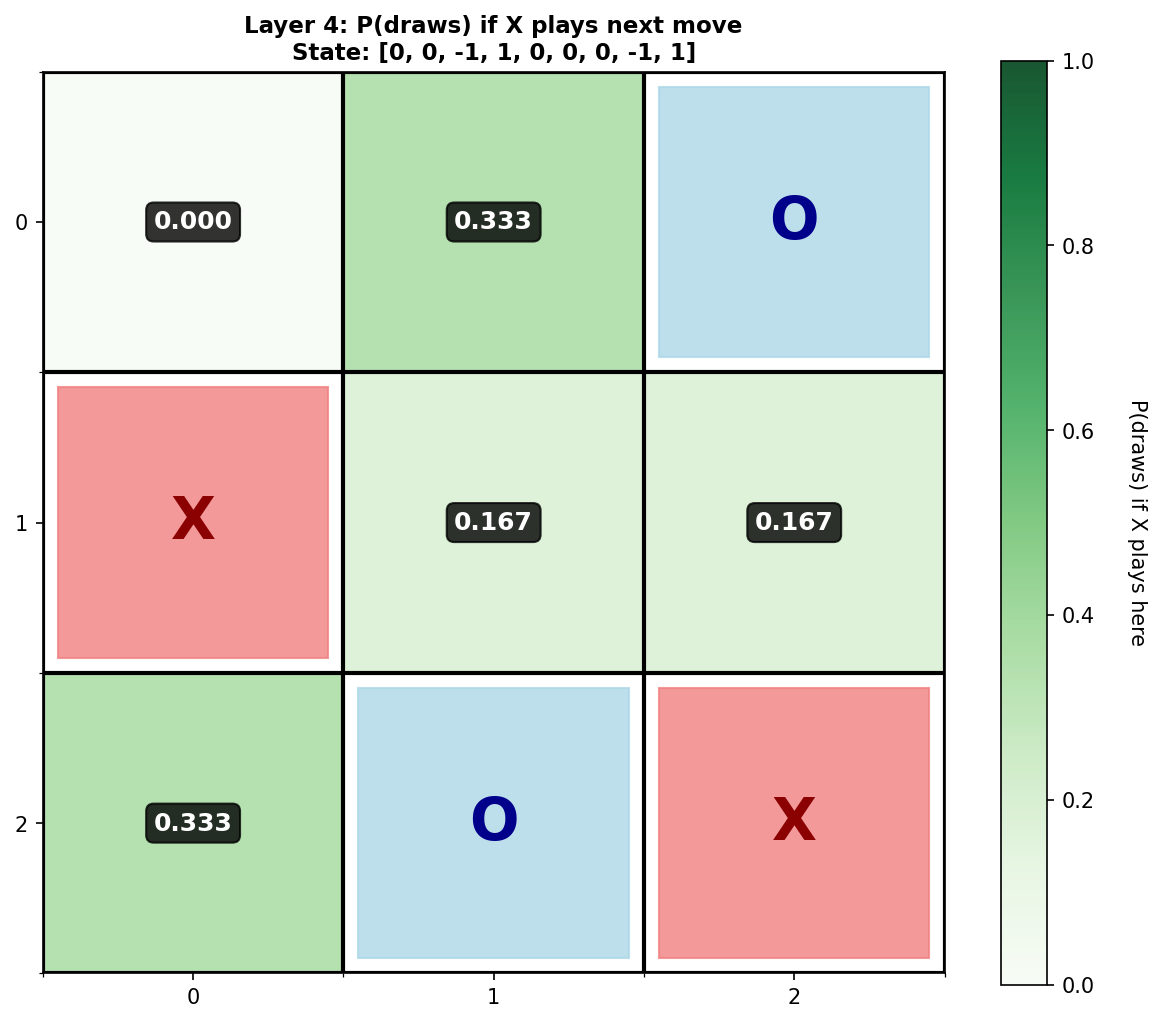 Layer 4: P(draws) if X plays next move
State: [0, 0, -1, 1, 0, 0, 0, -1, 1]
0
0.000
0.333
O
1
X
0.167
0.167
2
0.333
O
X
0
1
2
1.0
0.8
0.6
0.4
0.2
0.0
P(draws) if X plays here